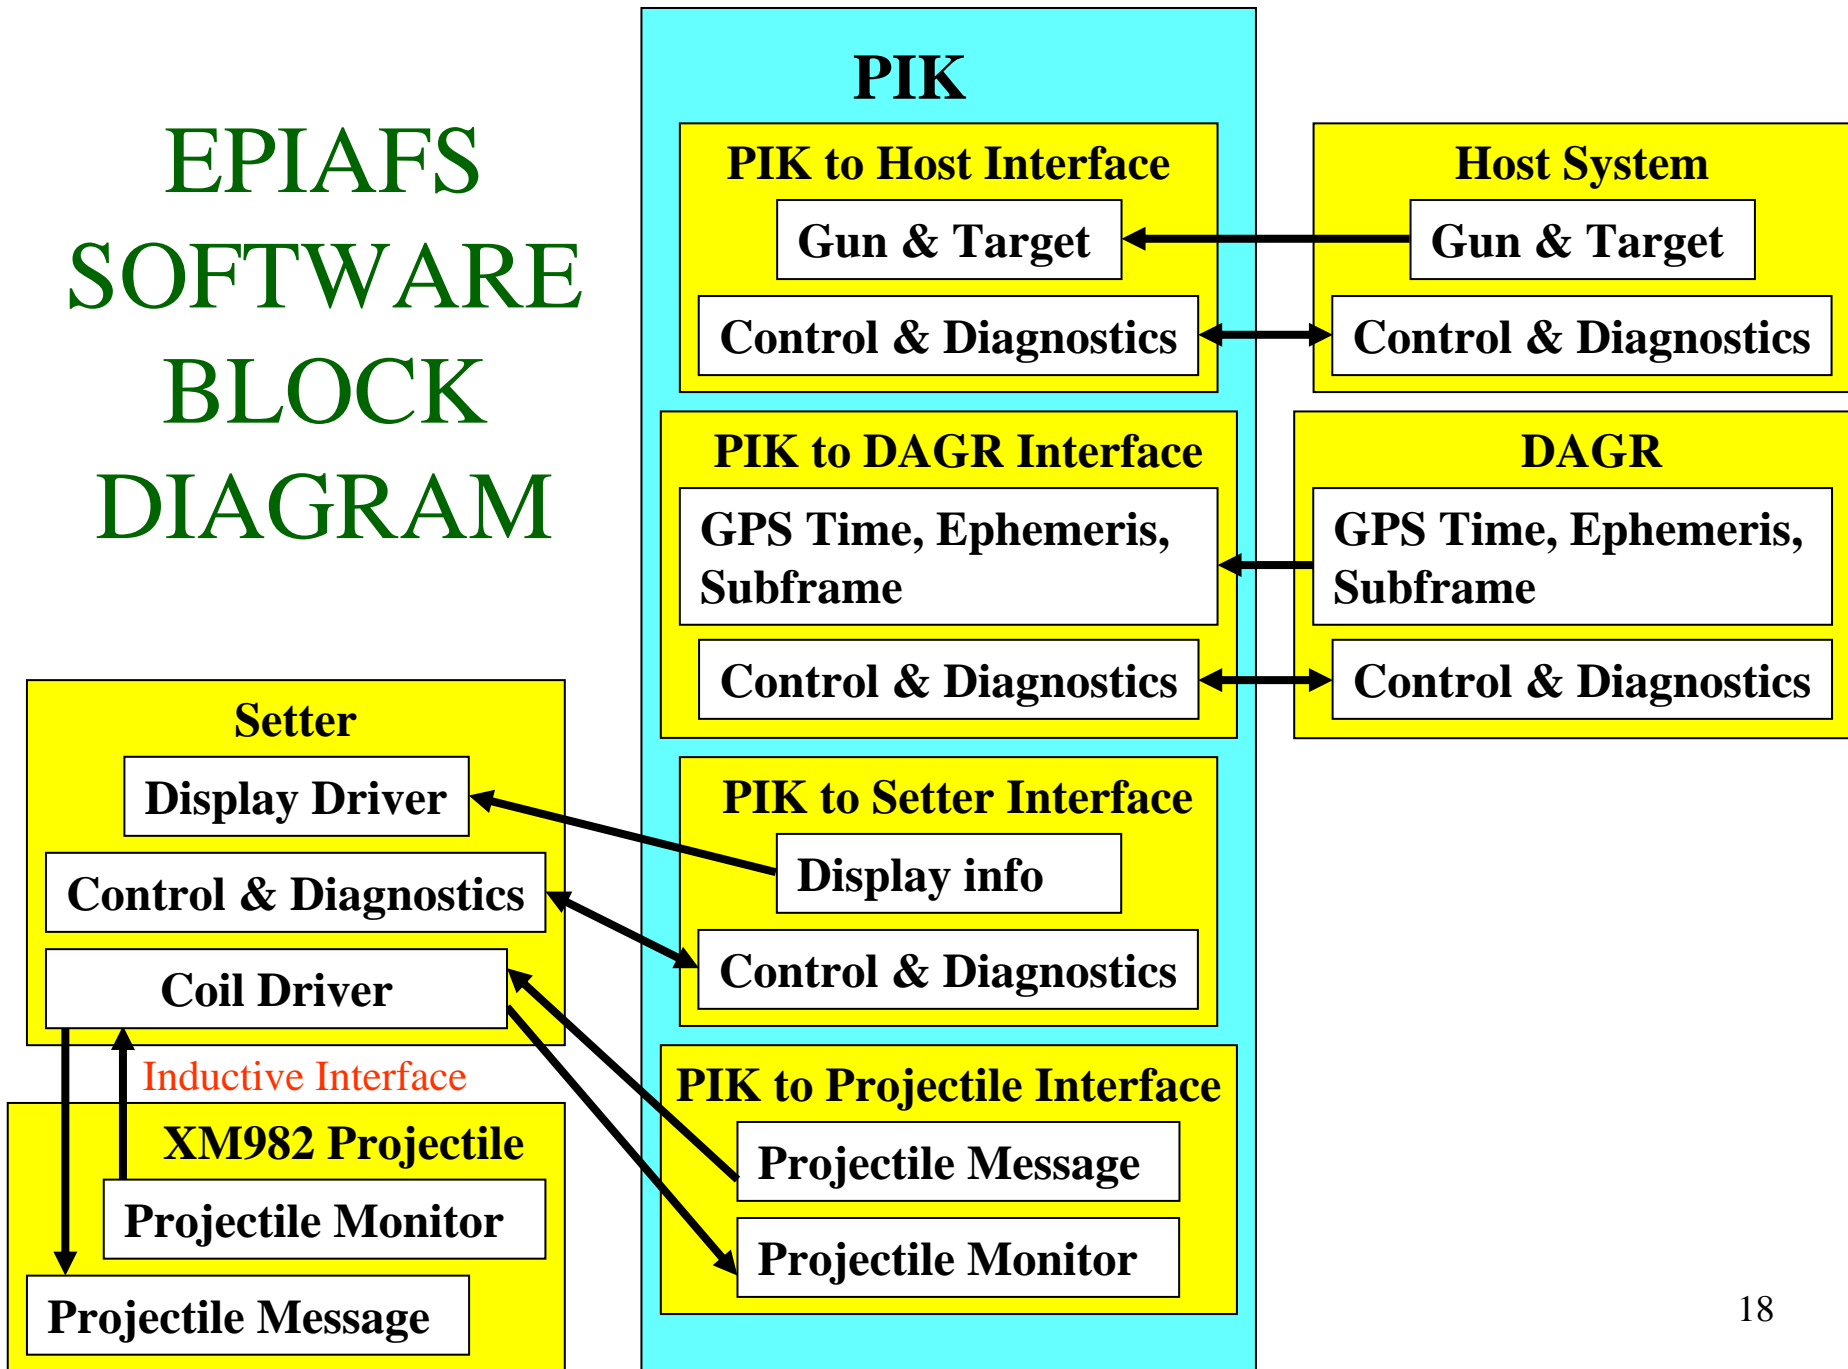 EPIAFS
SOFTWARE
BLOCK
DIAGRAM
PIK
PIK to Host Interface
Gun & Target
Control & Diagnostics
Host System
Gun & Target
Control & Diagnostics
PIK to DAGR Interface
GPS Time, Ephemeris,
Subframe
Control & Diagnostics
DAGR
GPS Time, Ephemeris,
Subframe
Control & Diagnostics
Setter
Display Driver
Control & Diagnostics
Coil Driver
PIK to Setter Interface
Display info
Control & Diagnostics
Inductive Interface
XM982 Projectile
Projectile Monitor
Projectile Message
PIK to Projectile Interface
Projectile Message
Projectile Monitor
18